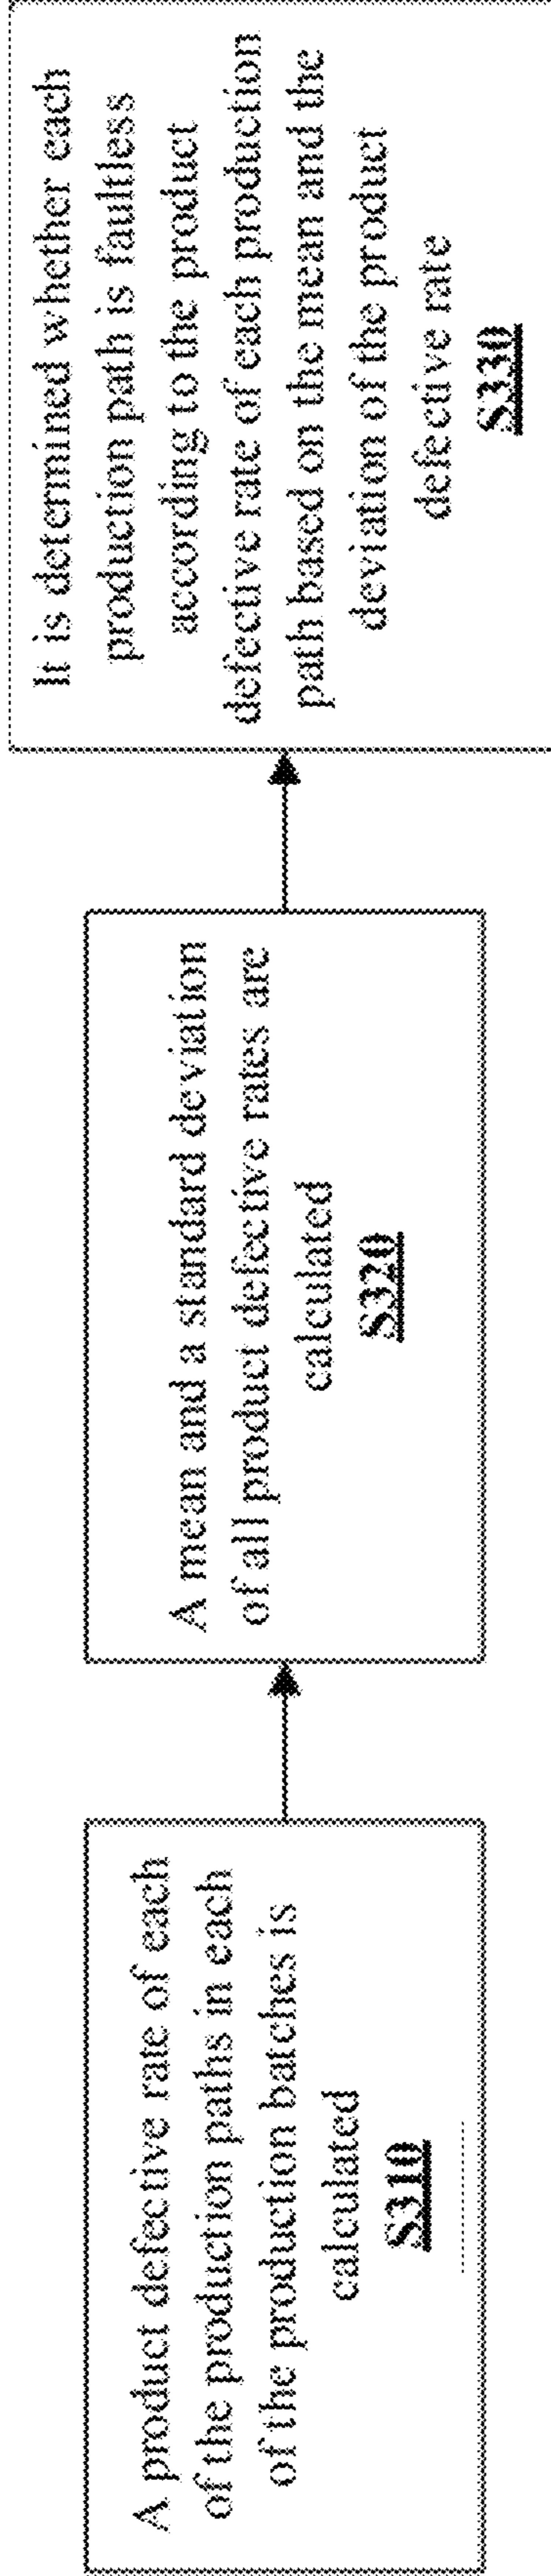 A product defective rate of each
of the production paths in each
of the production batches is
calculated
S310
A mean and a standard deviation
of all product defective rates are
calculated
S320
It is determined whether each
production path is faultless
according to the product
defective rate of each production
path based on the mean and the
deviation of the product
defective rate
S330